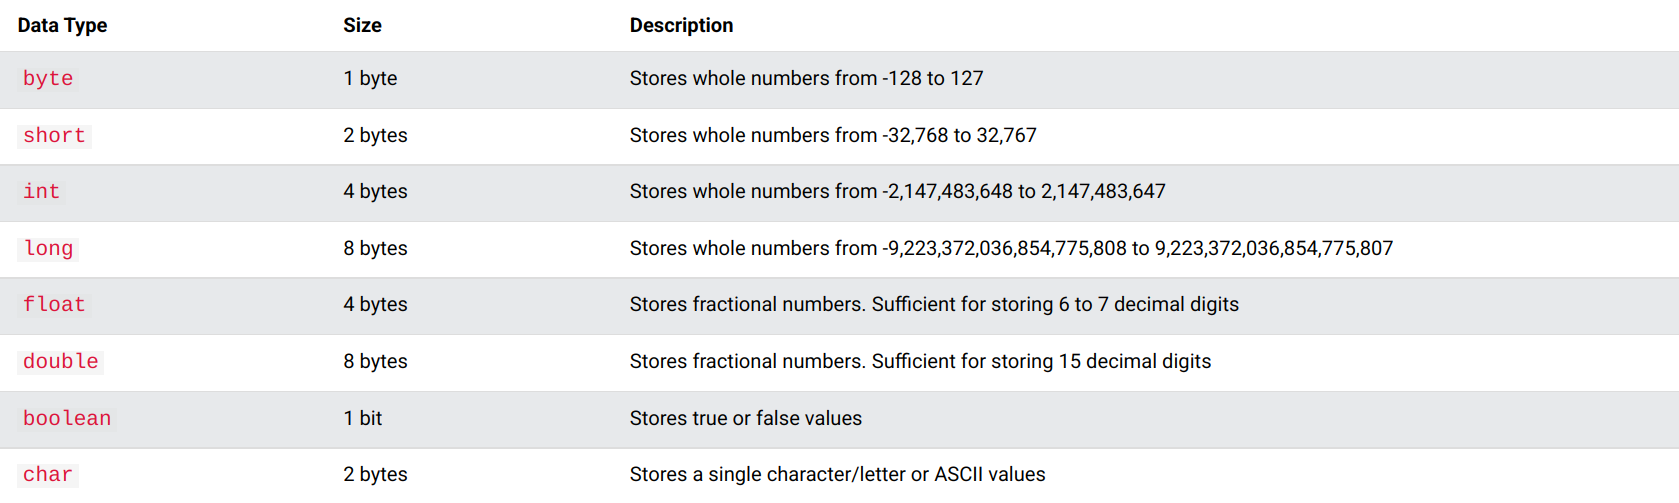 Data Type Size Description
byte 1 byte Stores whole numbers from -128 to 127
short 2 bytes Stores whole numbers from -32,768 to 32,767
int 4 bytes Stores whole numbers from -2,147,483,648 to 2,147,483,647
long 8 bytes Stores whole numbers from -9,223,372,036,854,775,808 to 9,223,372,036,854,775,807
float 4 bytes Stores fractional numbers. Sufficient for storing 6 to 7 decimal digits
double 8 bytes Stores fractional numbers. Sufficient for storing 15 decimal digits
boolean 1 bit Stores true or false values
char 2 bytes Stores a single character/letter or ASCII values